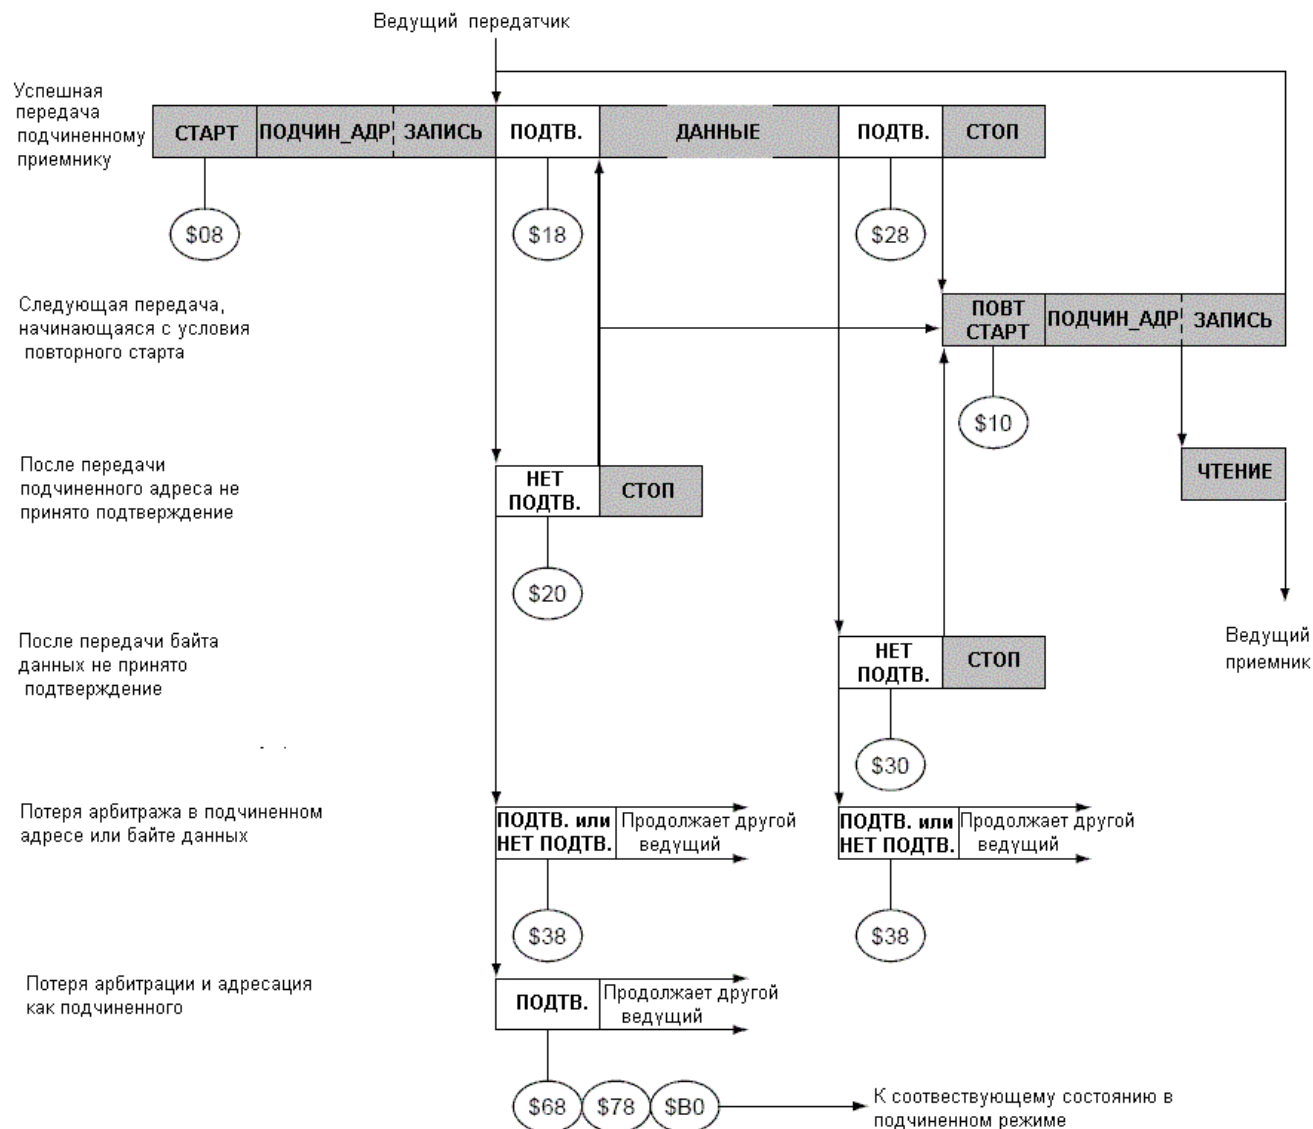 Ведущий передатчик
Успешная
передача
подчиненному
приемнику
СТАРТ ПОДЧИН_АДР ЗАПИСЬ ПОДТВ. ДАННЫЕ ПОДТВ. СТОП
$08 $18 $28
Следующая передача,
начинающаяся с условия
повторного старта
ПОВТ
СТАРТ
ПОДЧИН_АДР ЗАПИСЬ
$10
После передачи
подчиненного адреса не
принято подтверждение
НЕТ
ПОДТВ.
СТОП
ЧТЕНИЕ
$20
После передачи байта
данных не принято
подтверждение
НЕТ
ПОДТВ.
СТОП
Ведущий
приемник
$30
Потеря арбитража в подчиненном
адресе или байте данных
ПОДТВ. или
НЕТ ПОДТВ.
Продолжает другой
ведущий
ПОДТВ. или
НЕТ ПОДТВ.
Продолжает другой
ведущий
$38 $38
Потеря арбитрации и адресация
как подчиненного
ПОДТВ.
Продолжает другой
ведущий
$68 $78 $B0
К соотвествующему состоянию в
подчиненном режиме